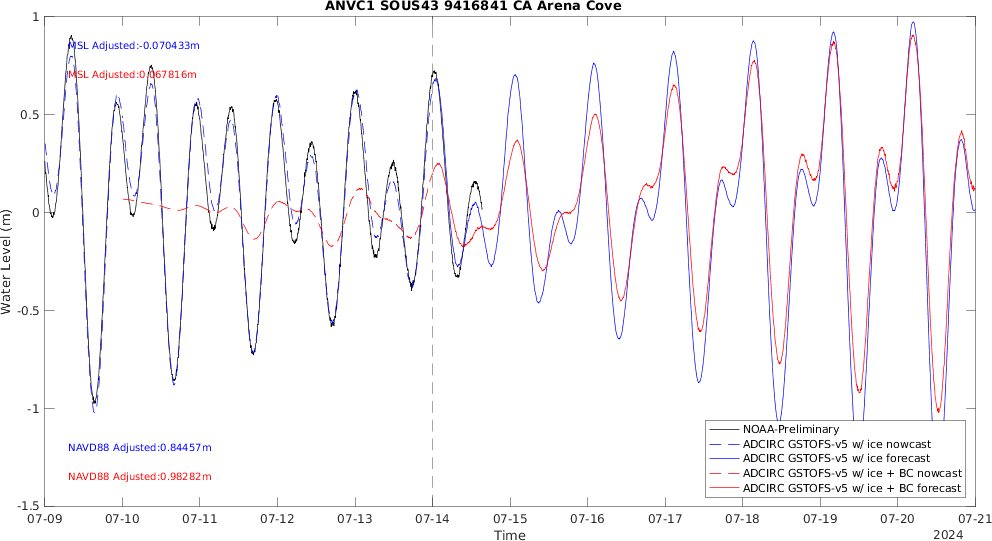 ANVC1 SOUS43 9416841 CA Arena Cove
MSL Adjusted:-0.070433m
MSL Adjusted:0.067816m
NAVD88 Adjusted:0.84457m
NAVD88 Adjusted:0.98282m
Water Level (m)
1
0.5
0
-0.5
-1
-1.5
NOAA-Preliminary
ADCIRC GSTOFS-v5 w/ ice nowcast
ADCIRC GSTOFS-v5 w/ ice forecast
ADCIRC GSTOFS-v5 w/ ice + BC nowcast
ADCIRC GSTOFS-v5 w/ ice + BC forecast
07-09 07-10 07-11 07-12 07-13 07-14 07-15 07-16 07-17 07-18 07-19 07-20 07-21
Time
2024